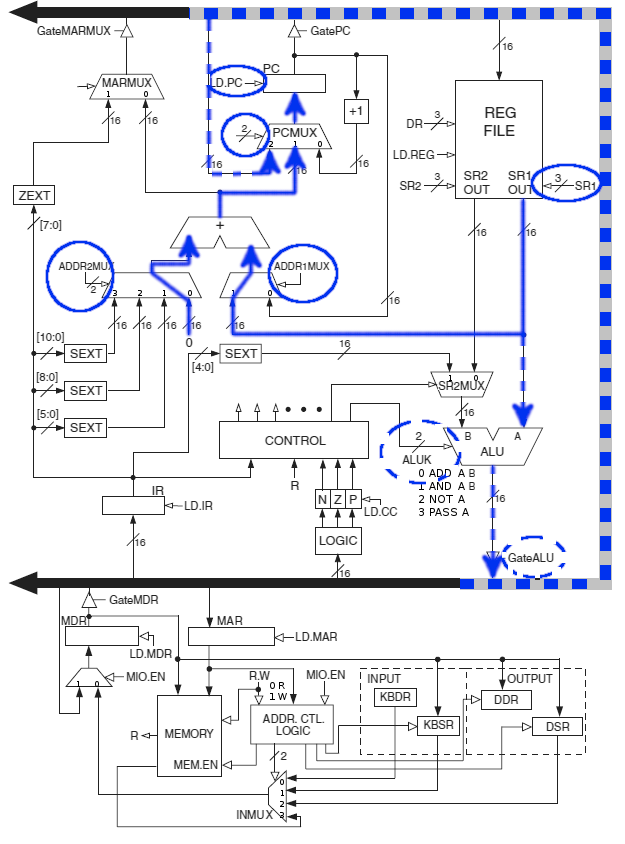 GateMARMUX
GatePC
16
MARMUX
1 0
16
16
LD.PC
PC
+1
2
PCMUX
2 1 0
16
16
REG
FILE
DR 3
LD.REG
SR2 3
SR2
OUT
SR1
OUT
3
SR1
ZEXT
[7:0]
+
16
16
ADDR2MUX
2
3 2 1 0
ADDR1MUX
1 0
16 16 16 16
16
16
0
[10:0]
SEXT
[8:0]
SEXT
[5:0]
SEXT
[4:0]
SEXT
16
1 0
SR2MUX
16
CONTROL
2
ALUK
B A
ALU
0 ADD A B
1 AND A B
2 NOT A
3 PASS A
16
IR
LD.IR
R
N Z P
LD.CC
LOGIC
16
16
GateALU
GateMDR
MDR
LD.MDR
MAR
LD.MAR
MIO.EN
1 0
R.W
0 R
1 W
MIO.EN
INPUT
KBDR
KBSR
OUTPUT
DDR
DSR
R
MEMORY
MEM.EN
ADDR. CTL.
LOGIC
2
0
1
2
3
INMUX